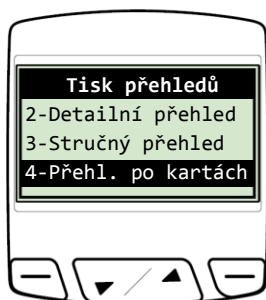 Tisk přehledů
2-Detailní přehled
3-Stručný přehled
4-Přehl. po kartách